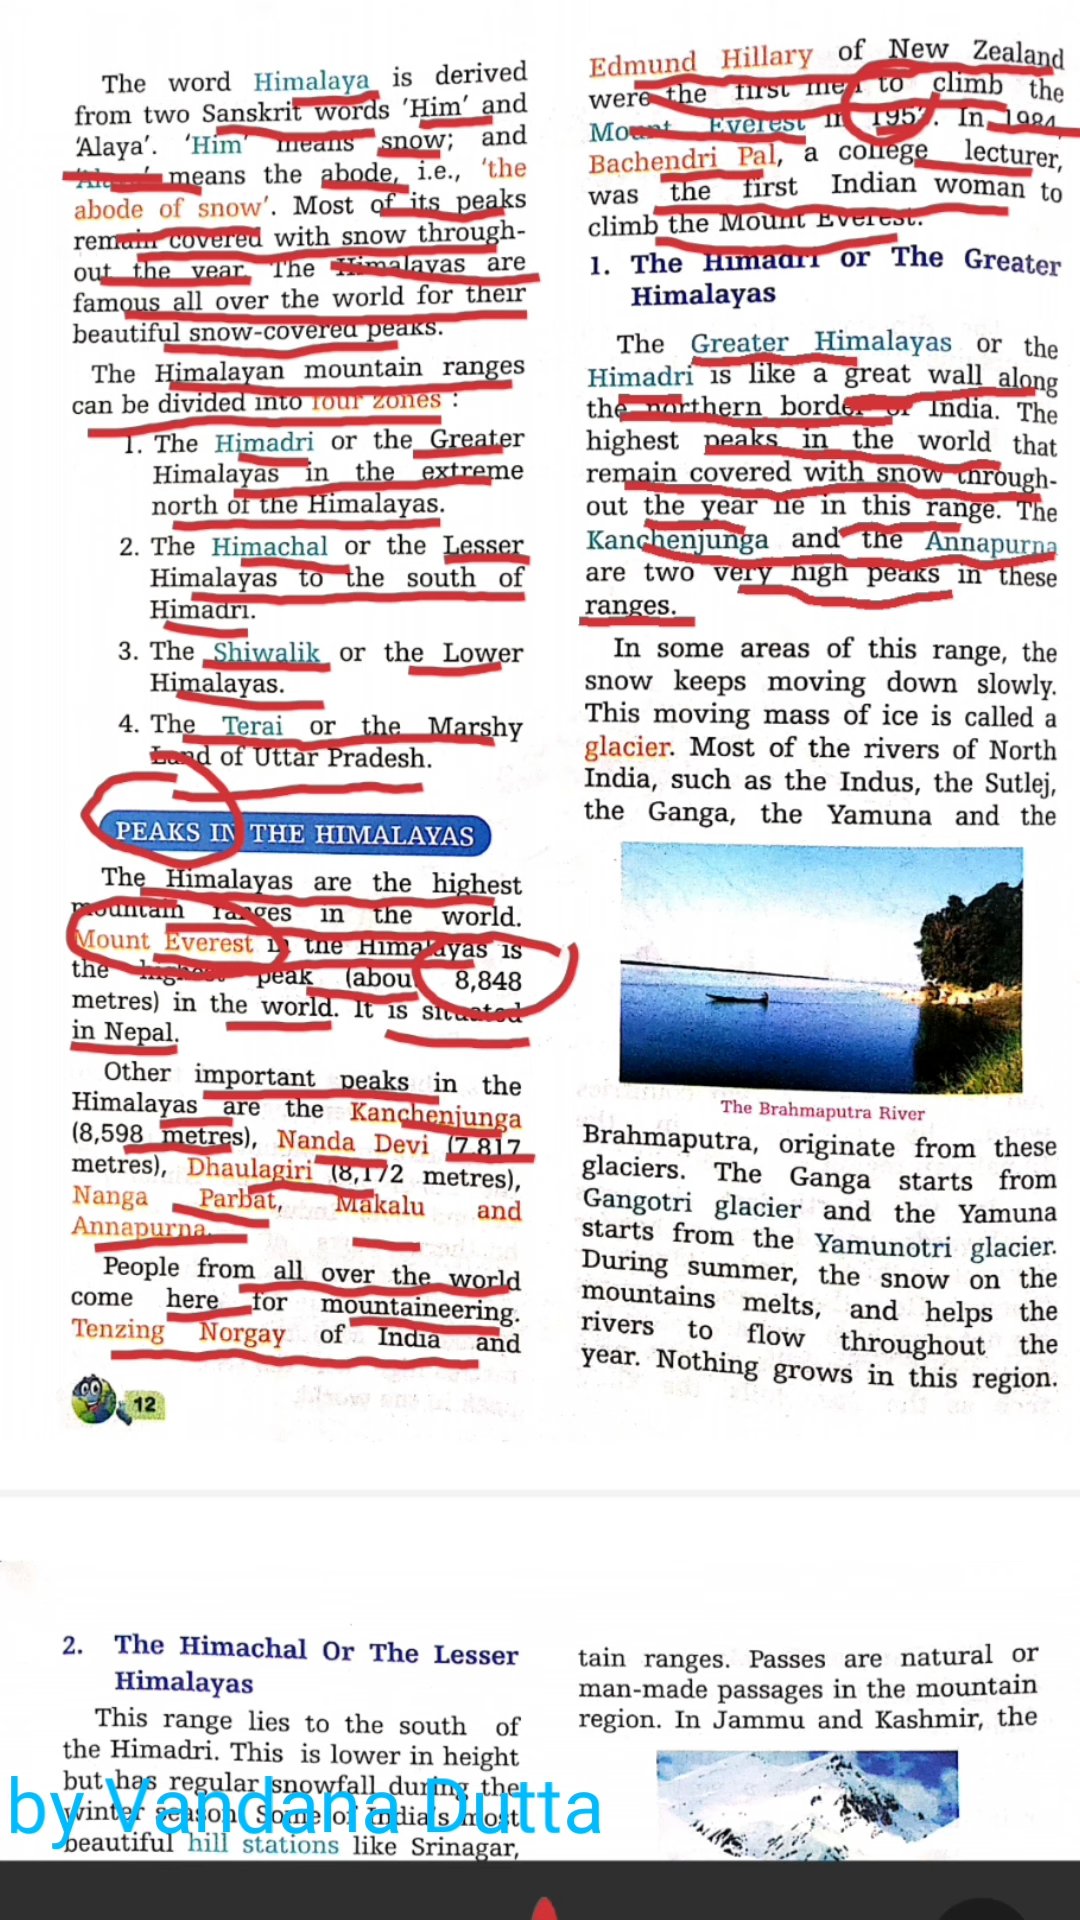 The word Himalaya is derived
from two Sanskrit words 'Him' and
'Alaya'. 'Him' means snow; and
'Alaya' means the abode, i.e., 'the
abode of snow'. Most of its peaks
remain covered with snow through-
out the year. The Himalayas are
famous all over the world for their
beautiful snow-covered peaks.
The Himalayan mountain ranges
can be divided into four zones :
1. The Himadri or the Greater
Himalayas in the extreme
north of the Himalayas.
2. The Himachal or the Lesser
Himalayas to the south of
Himadri.
3. The Shiwalik or the Lower
Himalayas.
4. The Terai or the Marshy
Land of Uttar Pradesh.
PEAKS IN THE HIMALAYAS
The Himalayas are the highest
mountain ranges in the world.
Mount Everest in the Himalayas is
the highest peak (about 8,848
metres) in the world. It is situated
in Nepal.
Other important peaks in the
Himalayas are the Kanchenjunga
(8,598 metres), Nanda Devi (7,817
metres), Dhaulagiri (8,172 metres),
Nanga Parbat, Makalu and
Annapurna.
People from all over the world
come here for mountaineering.
Tenzing Norgay of India and
12
Edmund Hillary of New Zealand
were the first men to climb the
Mount Everest in 1953. In 1984,
Bachendri Pal, a college lecturer,
was the first Indian woman to
climb the Mount Everest.
1. The Himadri or The Greater
Himalayas
The Greater Himalayas or the
Himadri is like a great wall along
the northern border of India. The
highest peaks in the world that
remain covered with snow through-
out the year lie in this range. The
Kanchenjunga and the Annapurna
are two very high peaks in these
ranges.
In some areas of this range, the
snow keeps moving down slowly.
This moving mass of ice is called a
glacier. Most of the rivers of North
India, such as the Indus, the Sutlej,
the Ganga, the Yamuna and the
The Brahmaputra River
Brahmaputra, originate from these
glaciers. The Ganga starts from
Gangotri glacier and the Yamuna
starts from the Yamunotri glacier.
During summer, the snow on the
mountains melts, and helps the
rivers to flow throughout the
year. Nothing grows in this region.
2. The Himachal Or The Lesser
Himalayas
This range lies to the south of
the Himadri. This is lower in height
but has regular snowfall during the
winter season. Some of India's most
beautiful hill stations like Srinagar,
by Vandana Dutta
tain ranges. Passes are natural or
man-made passages in the mountain
region. In Jammu and Kashmir, the